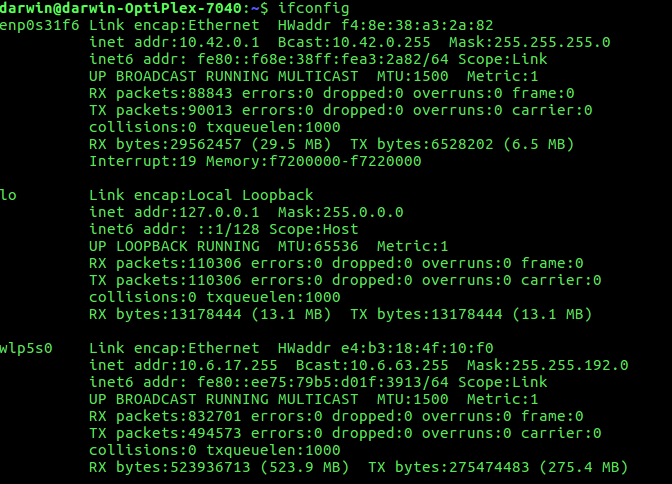 darwin@darwin-OptiPlex-7040:~$ ifconfig
enp0s31f6 Link encap:Ethernet  HWaddr f4:8e:38:a3:2a:82
          inet addr:10.42.0.1  Bcast:10.42.0.255  Mask:255.255.255.0
          inet6 addr: fe80::f68e:38ff:fea3:2a82/64 Scope:Link
          UP BROADCAST RUNNING MULTICAST  MTU:1500  Metric:1
          RX packets:88843 errors:0 dropped:0 overruns:0 frame:0
          TX packets:90013 errors:0 dropped:0 overruns:0 carrier:0
          collisions:0 txqueuelen:1000
          RX bytes:29562457 (29.5 MB)  TX bytes:6528202 (6.5 MB)
          Interrupt:19 Memory:f7200000-f7220000

lo        Link encap:Local Loopback
          inet addr:127.0.0.1  Mask:255.0.0.0
          inet6 addr: ::1/128 Scope:Host
          UP LOOPBACK RUNNING  MTU:65536  Metric:1
          RX packets:110306 errors:0 dropped:0 overruns:0 frame:0
          TX packets:110306 errors:0 dropped:0 overruns:0 carrier:0
          collisions:0 txqueuelen:1000
          RX bytes:13178444 (13.1 MB)  TX bytes:13178444 (13.1 MB)

wlp5s0    Link encap:Ethernet  HWaddr e4:b3:18:4f:10:f0
          inet addr:10.6.17.255  Bcast:10.6.63.255  Mask:255.255.192.0
          inet6 addr: fe80::ee75:79b5:d01f:3913/64 Scope:Link
          UP BROADCAST RUNNING MULTICAST  MTU:1500  Metric:1
          RX packets:832701 errors:0 dropped:0 overruns:0 frame:0
          TX packets:494573 errors:0 dropped:0 overruns:0 carrier:0
          collisions:0 txqueuelen:1000
          RX bytes:523936713 (523.9 MB)  TX bytes:275474483 (275.4 MB)